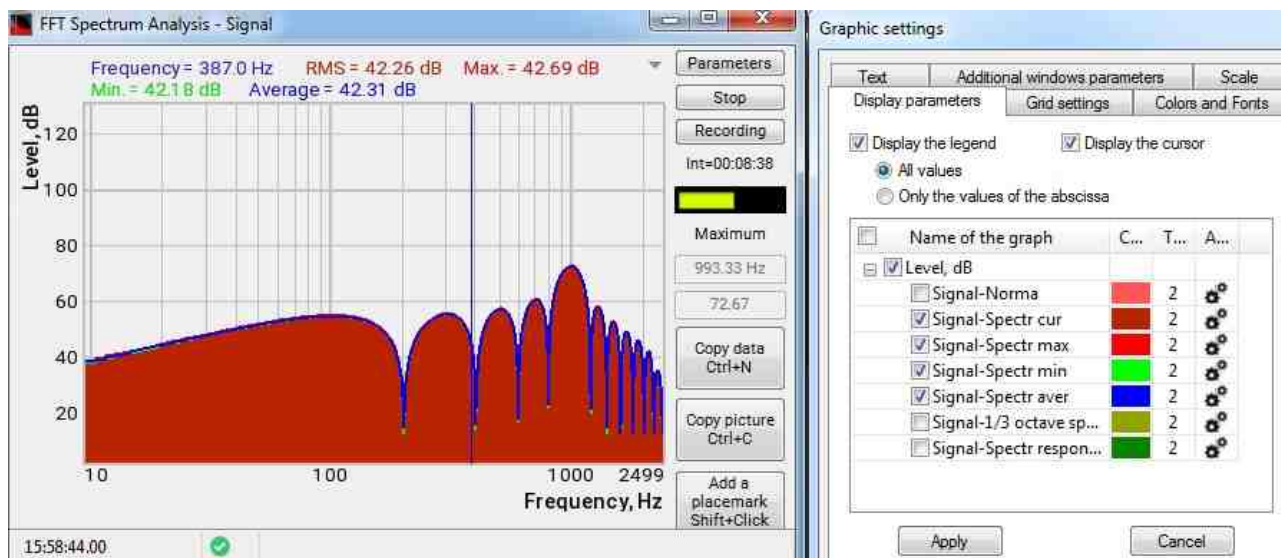 FFT Spectrum Analysis - Signal
Frequency = 387.0 Hz RMS = 42.26 dB Max. = 42.69 dB
Min. = 42.18 dB Average = 42.31 dB
Level, dB
120
100
80
60
40
20
10 100 1000 2499
Frequency, Hz
15:58:44.00
Parameters
Stop
Recording
Int=00:08:38
Maximum
993.33 Hz
72.67
Copy data
Ctrl+N
Copy picture
Ctrl+C
Add a
placemark
Shift+Click
Graphic settings
Text Additional windows parameters Scale
Display parameters Grid settings Colors and Fonts
Display the legend Display the cursor
All values
Only the values of the abscissa
Name of the graph C... T... A...
Level, dB
Signal-Norma 2
Signal-Spectr cur 2
Signal-Spectr max 2
Signal-Spectr min 2
Signal-Spectr aver 2
Signal-1/3 octave sp... 2
Signal-Spectr respon... 2
Apply Cancel